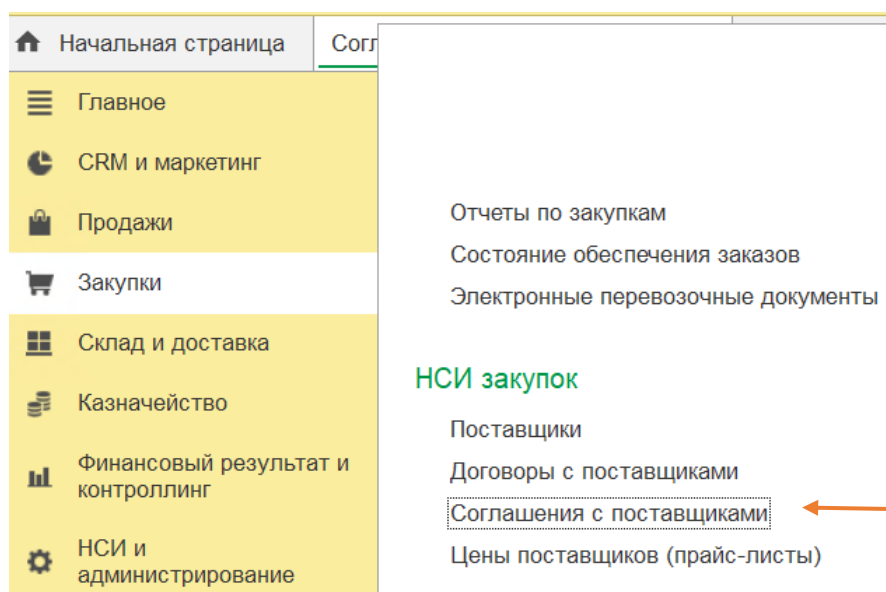 Начальная страница
Согл
Главное
CRM и маркетинг
Продажи
Закупки
Склад и доставка
Казначейство
Финансовый результат и
контроллинг
НСИ и
администрирование
Отчеты по закупкам
Состояние обеспечения заказов
Электронные перевозочные документы
НСИ закупок
Поставщики
Договоры с поставщиками
Соглашения с поставщиками
Цены поставщиков (прайс-листы)